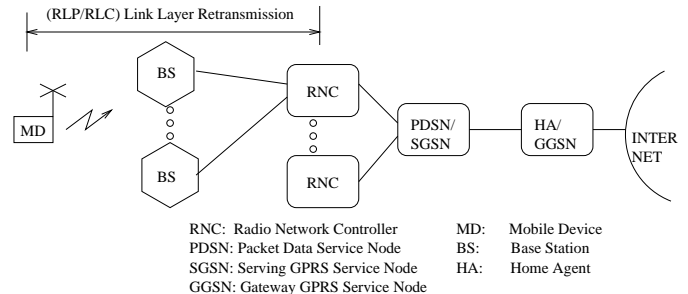 (RLP/RLC) Link Layer Retransmission
BS
RNC
MD
PDSN/
SGSN
HA/
GGSN
INTER
NET
BS
RNC
RNC: Radio Network Controller
MD: Mobile Device
PDSN: Packet Data Service Node
BS: Base Station
SGSN: Serving GPRS Service Node
HA: Home Agent
GGSN: Gateway GPRS Service Node